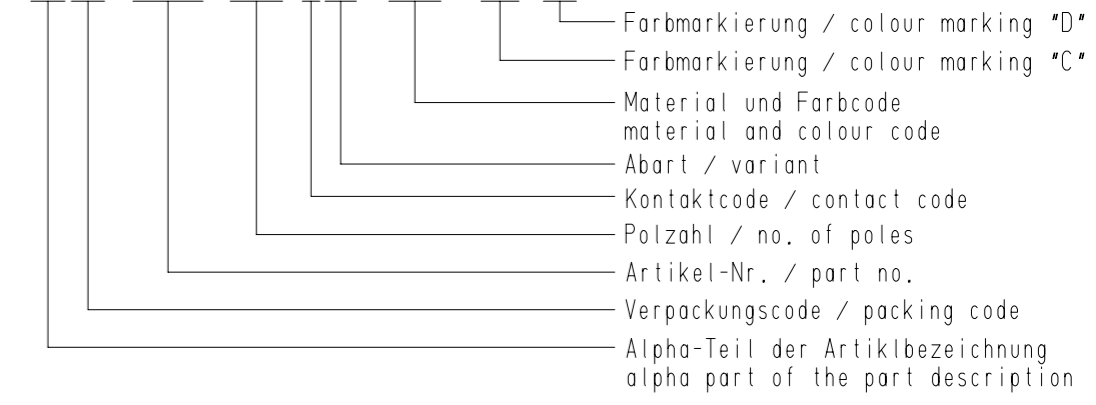 Farbmarkierung / colour marking "D"
Farbmarkierung / colour marking "C"
Material und Farbcode
material and colour code
Abart / variant
Kontaktcode / contact code
Polzahl / no. of poles
Artikel-Nr. / part no.
Verpackungscode / packing code
Alpha-Teil der Artiklbezeichnung
alpha part of the part description